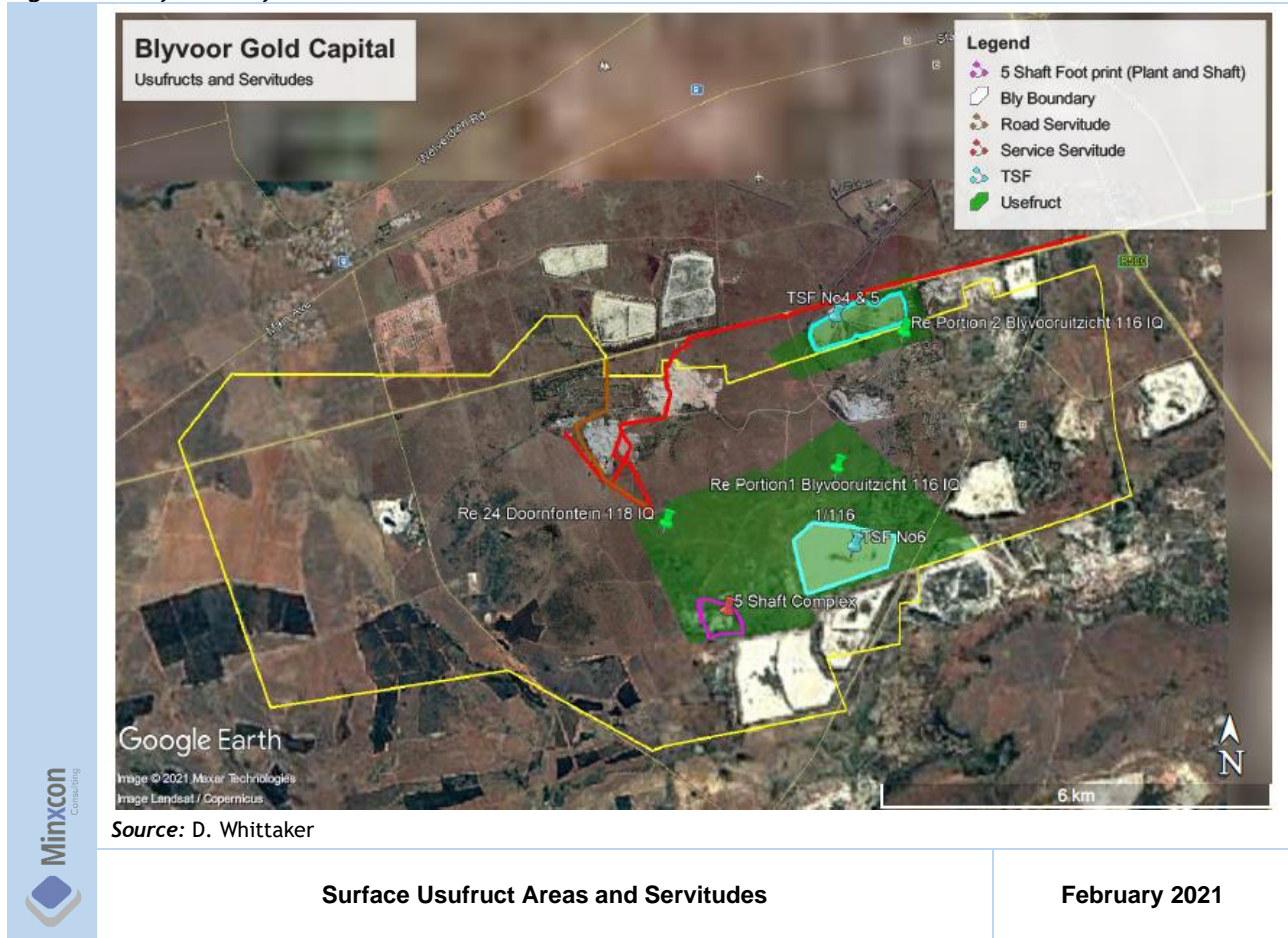 Blyvoor Gold Capital
Usufructs and Servitudes
Legend
5 Shaft Foot print (Plant and Shaft)
Bly Boundary
Road Servitude
Service Servitude
TSF
Usefruct
Welverdien Rd
Main Ave
R500
TSF No4 & 5
Re Portion 2 Blyvooruitzicht 116 IQ
Re Portion1 Blyvooruitzicht 116 IQ
Re 24 Doornfontein 118 IQ
1/116
TSF No6
5 Shaft Complex
Google Earth
Image © 2021 Maxar Technologies
Image Landsat / Copernicus
N
6 km
Minxcon
Consulting
Source: D. Whittaker
Surface Usufruct Areas and Servitudes
February 2021